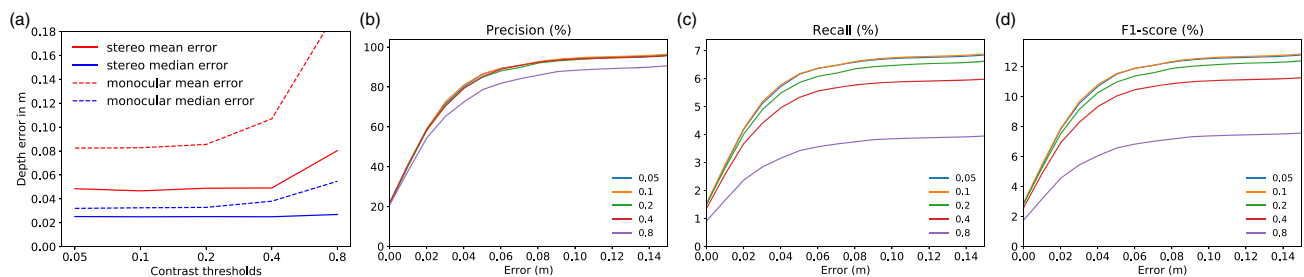 (a)
0.18
0.16
0.14
0.12
0.10
0.08
0.06
0.04
0.02
0.00
Depth error in m
stereo mean error
stereo median error
monocular mean error
monocular median error
0.05 0.1 0.2 0.4 0.8
Contrast thresholds
(b)
Precision (%)
100
80
60
40
20
0
0.05
0.1
0.2
0.4
0.8
0.00 0.02 0.04 0.06 0.08 0.10 0.12 0.14
Error (m)
(c)
Recall (%)
7
6
5
4
3
2
1
0
0.05
0.1
0.2
0.4
0.8
0.00 0.02 0.04 0.06 0.08 0.10 0.12 0.14
Error (m)
(d)
F1-score (%)
12
10
8
6
4
2
0
0.05
0.1
0.2
0.4
0.8
0.00 0.02 0.04 0.06 0.08 0.10 0.12 0.14
Error (m)